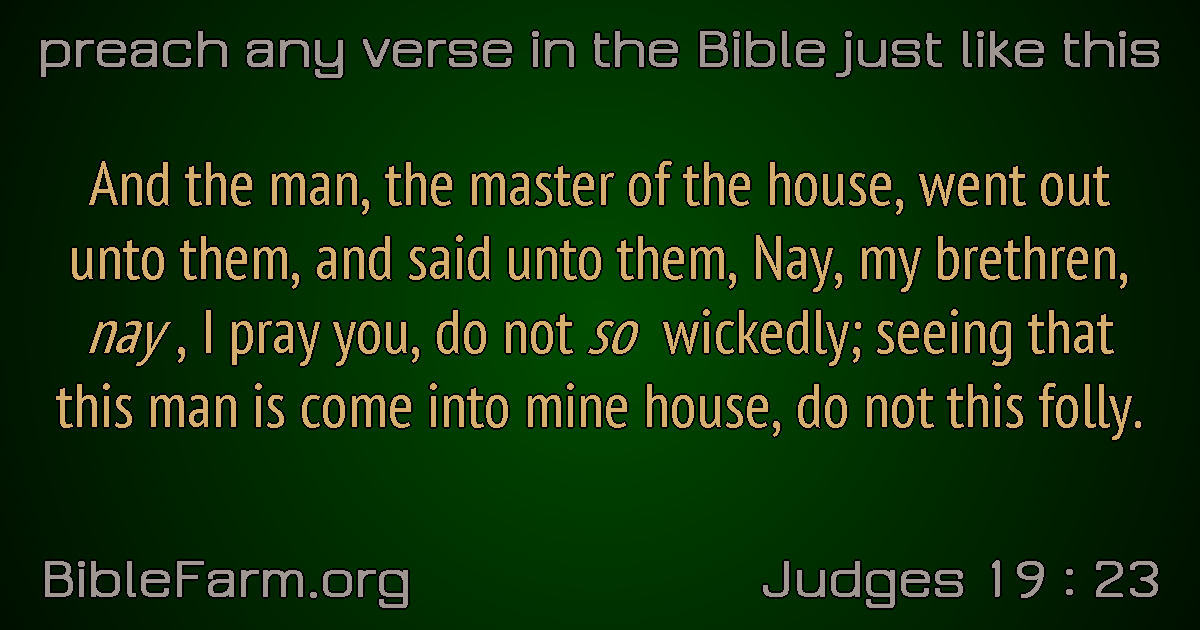 preach any verse in the Bible just like this
And the man, the master of the house, went out
unto them, and said unto them, Nay, my brethren,
nay , I pray you, do not so wickedly; seeing that
this man is come into mine house, do not this folly.
BibleFarm.org
Judges 19 : 23